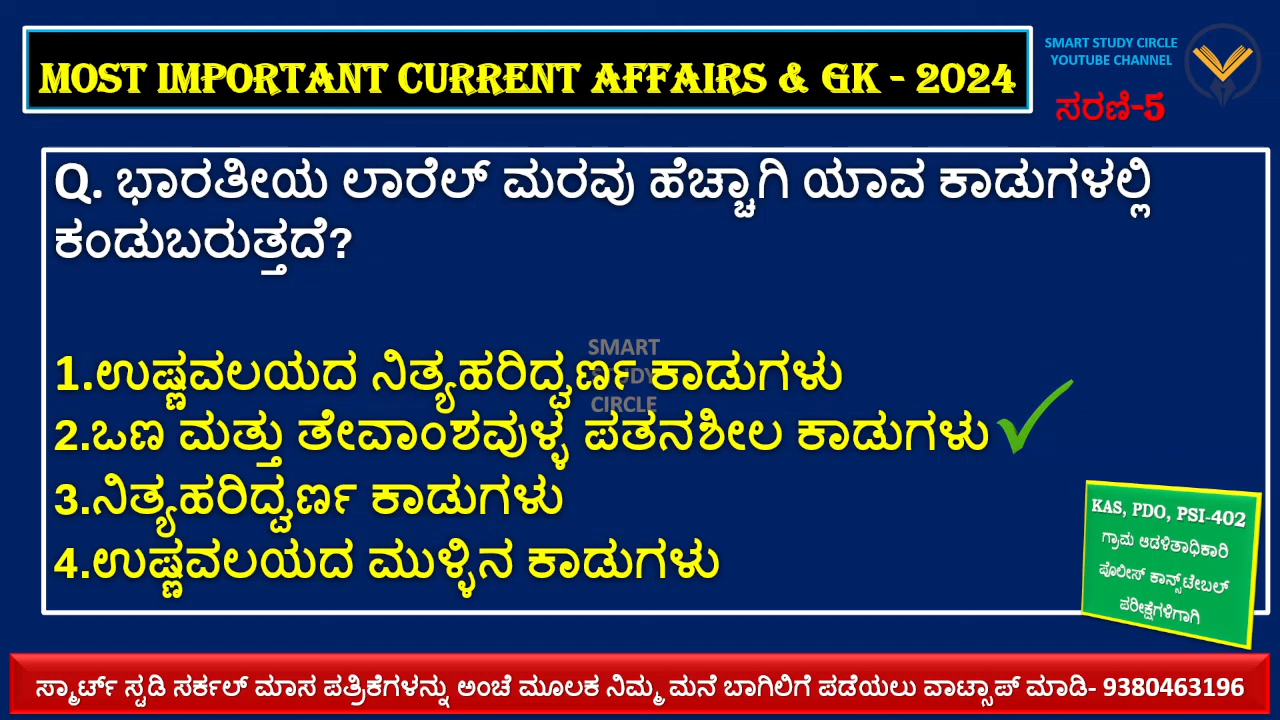 MOST IMPORTANT CURRENT AFFAIRS & GK - 2024
SMART STUDY CIRCLE
YOUTUBE CHANNEL
ಸರಣಿ-5
Q. ಭಾರತೀಯ ಲಾರೆಲ್ ಮರವು ಹೆಚ್ಚಾಗಿ ಯಾವ ಕಾಡುಗಳಲ್ಲಿ
ಕಂಡುಬರುತ್ತದೆ?
1.ಉಷ್ಣವಲಯದ ನಿತ್ಯಹರಿದ್ವರ್ಣ ಕಾಡುಗಳು
2.ಒಣ ಮತ್ತು ತೇವಾಂಶವುಳ್ಳ ಪತನಶೀಲ ಕಾಡುಗಳು
3.ನಿತ್ಯಹರಿದ್ವರ್ಣ ಕಾಡುಗಳು
4.ಉಷ್ಣವಲಯದ ಮುಳ್ಳಿನ ಕಾಡುಗಳು
SMART
STUDY
CIRCLE
KAS, PDO, PSI-402
ಗ್ರಾಮ ಆಡಳಿತಾಧಿಕಾರಿ
ಪೊಲೀಸ್ ಕಾನ್ಸ್‌ಟೇಬಲ್
ಪರೀಕ್ಷೆಗಳಿಗಾಗಿ
ಸ್ಮಾರ್ಟ್ ಸ್ಟಡಿ ಸರ್ಕಲ್ ಮಾಸ ಪತ್ರಿಕೆಗಳನ್ನು ಅಂಚೆ ಮೂಲಕ ನಿಮ್ಮ ಮನೆ ಬಾಗಿಲಿಗೆ ಪಡೆಯಲು ವಾಟ್ಸಾಪ್ ಮಾಡಿ- 9380463196